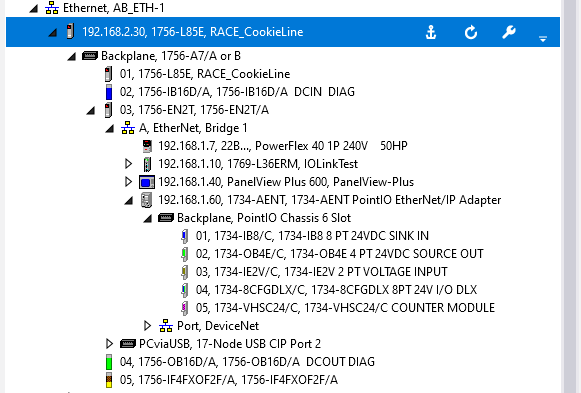 Ethernet, AB_ETH-1
192.168.2.30, 1756-L85E, RACE_CookieLine
Backplane, 1756-A7/A or B
01, 1756-L85E, RACE_CookieLine
02, 1756-IB16D/A, 1756-IB16D/A  DCIN  DIAG
03, 1756-EN2T, 1756-EN2T/A
A, EtherNet, Bridge 1
192.168.1.7, 22B..., PowerFlex 40 1P 240V    50HP
192.168.1.10, 1769-L36ERM, IOLinkTest
192.168.1.40, PanelView Plus 600, PanelView-Plus
192.168.1.60, 1734-AENT, 1734-AENT PointIO EtherNet/IP Adapter
Backplane, PointIO Chassis 6 Slot
01, 1734-IB8/C, 1734-IB8 8 PT 24VDC SINK IN
02, 1734-OB4E/C, 1734-OB4E 4 PT 24VDC SOURCE OUT
03, 1734-IE2V/C, 1734-IE2V 2 PT VOLTAGE INPUT
04, 1734-8CFGDLX/C, 1734-8CFGDLX 8PT 24V I/O DLX
05, 1734-VHSC24/C, 1734-VHSC24/C COUNTER MODULE
Port, DeviceNet
PCviaUSB, 17-Node USB CIP Port 2
04, 1756-OB16D/A, 1756-OB16D/A  DCOUT DIAG
05, 1756-IF4FXOF2F/A, 1756-IF4FXOF2F/A